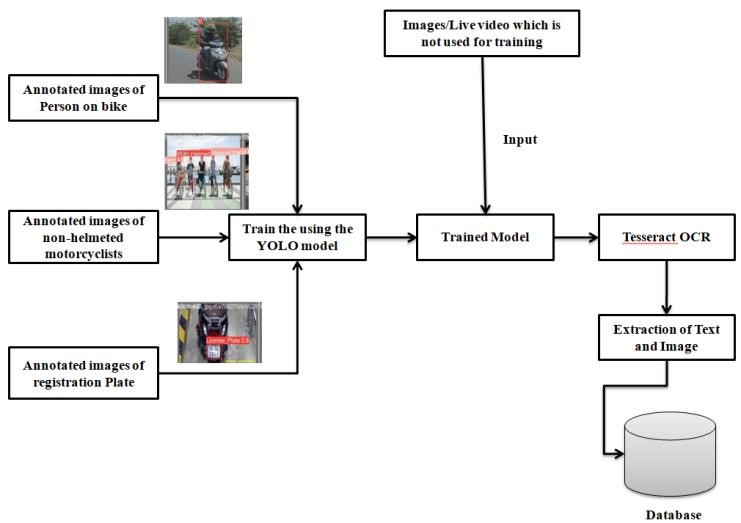 Images/Live video which is
not used for training
Annotated images of
Person on bike
Input
Annotated images of
non-helmeted
motorcyclists
Train the using the
YOLO model
Trained Model
Tesseract OCR
License_Plate 0.9
Extraction of Text
and Image
Annotated images of
registration Plate
Database